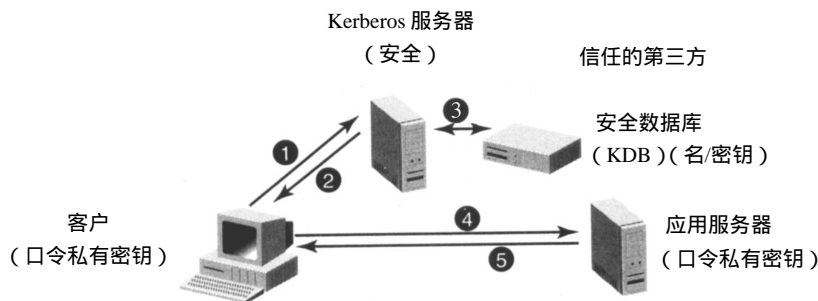 Kerberos 服务器
（安全）
信任的第三方
3
安全数据库
（KDB）（名/密钥）
1
2
客户
（口令私有密钥）
4
5
应用服务器
（口令私有密钥）